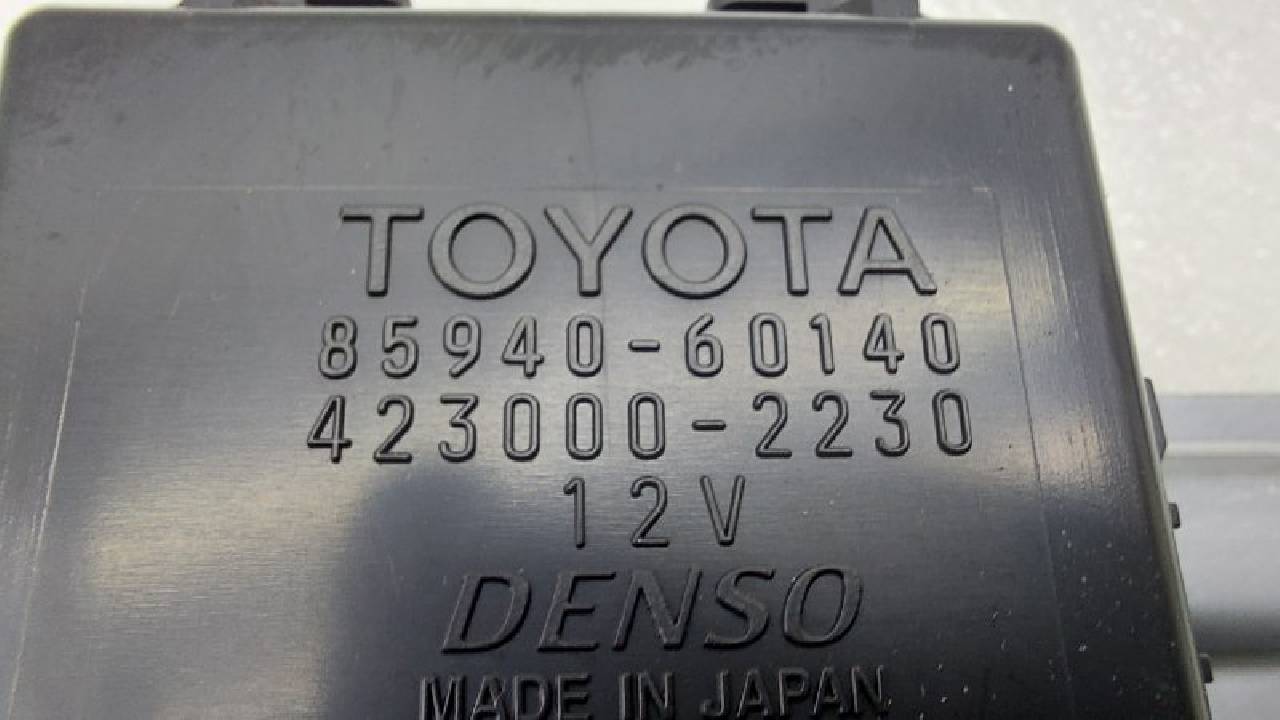 TOYOTA
85940-60140
423000-2230
12V
DENSO
MADE IN JAPAN